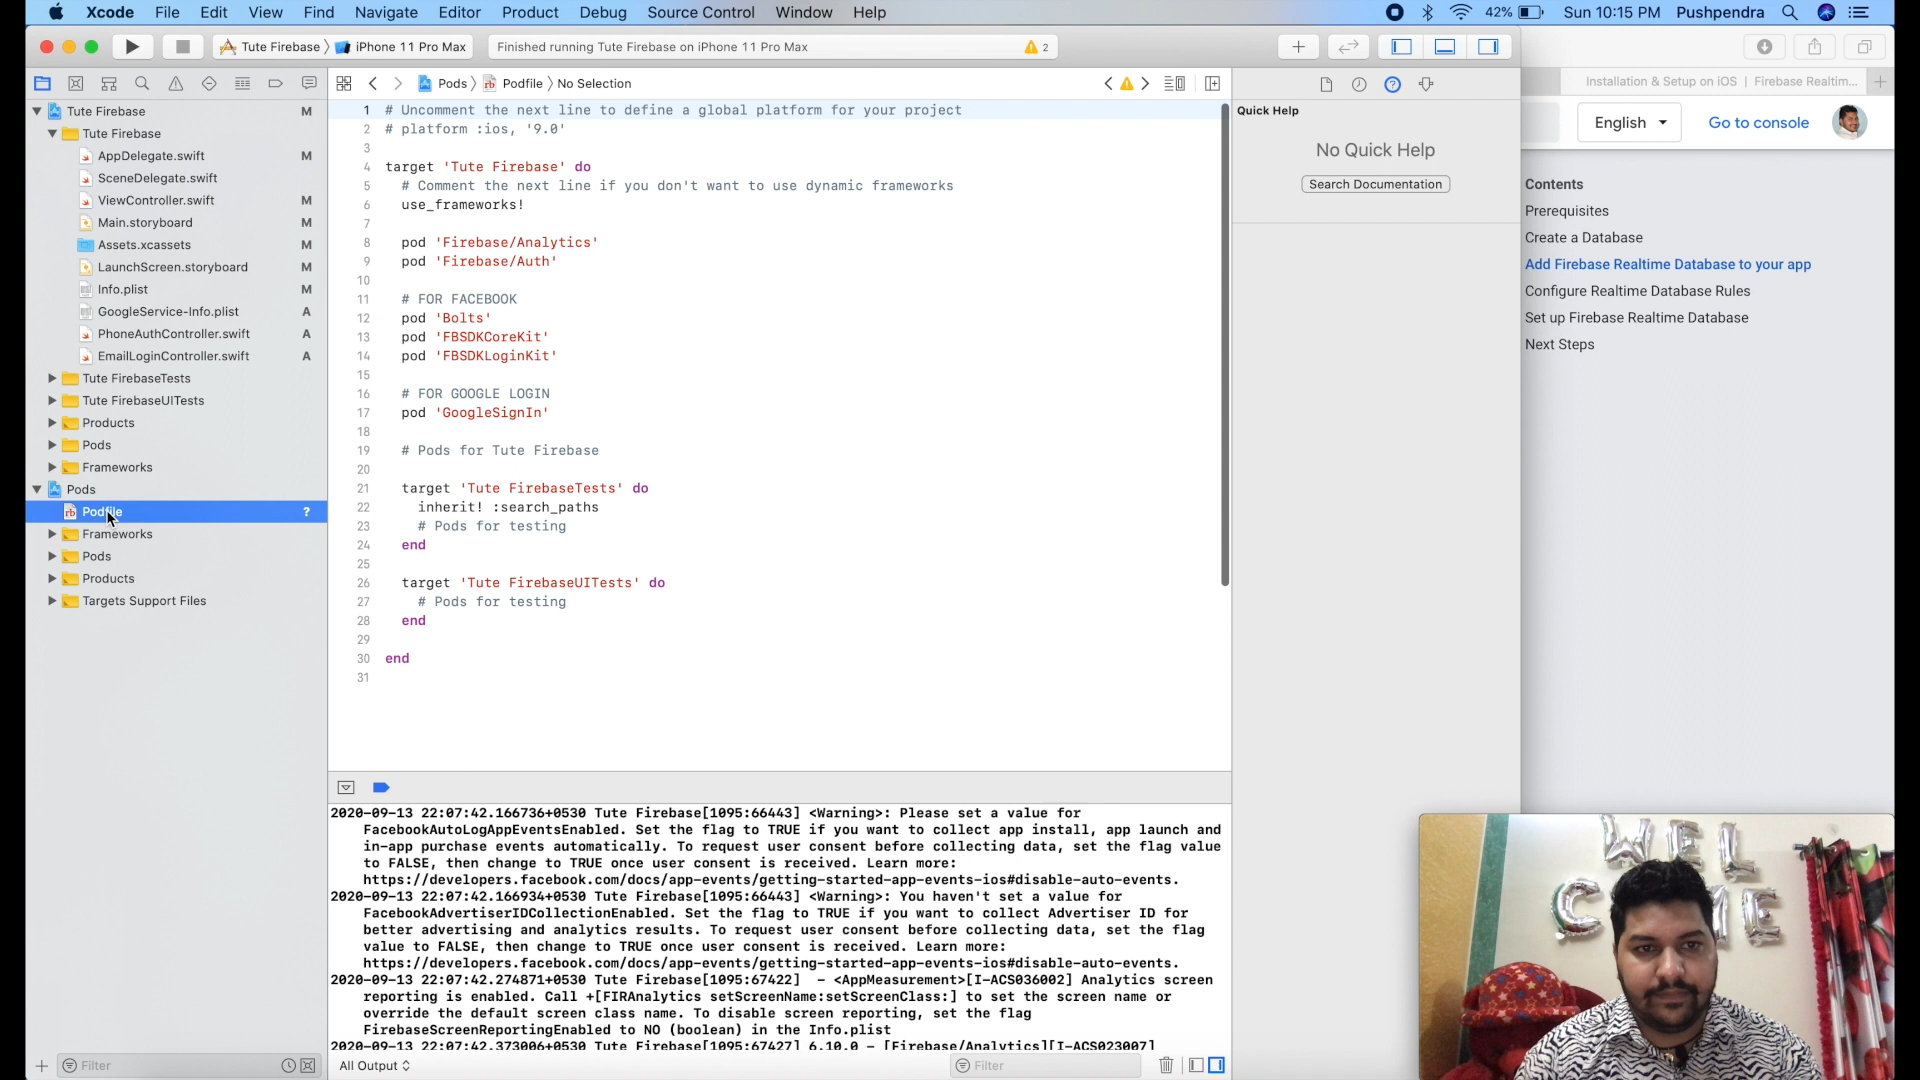 Xcode File Edit View Find Navigate Editor Product Debug Source Control Window Help
42% Sun 10:15 PM Pushpendra
Tute Firebase iPhone 11 Pro Max
Finished running Tute Firebase on iPhone 11 Pro Max
2
Pods Podfile No Selection
Installation & Setup on iOS | Firebase Realtim...
English
Go to console
Tute Firebase M
Tute Firebase
AppDelegate.swift M
SceneDelegate.swift
ViewController.swift M
Main.storyboard M
Assets.xcassets M
LaunchScreen.storyboard M
Info.plist M
GoogleService-Info.plist A
PhoneAuthController.swift A
EmailLoginController.swift A
Tute FirebaseTests
Tute FirebaseUITests
Products
Pods
Frameworks
Pods
rb Podfile ?
Frameworks
Pods
Products
Targets Support Files
Filter
1 # Uncomment the next line to define a global platform for your project
2 # platform :ios, '9.0'
3
4 target 'Tute Firebase' do
5 # Comment the next line if you don't want to use dynamic frameworks
6 use_frameworks!
7
8 pod 'Firebase/Analytics'
9 pod 'Firebase/Auth'
10
11 # FOR FACEBOOK
12 pod 'Bolts'
13 pod 'FBSDKCoreKit'
14 pod 'FBSDKLoginKit'
15
16 # FOR GOOGLE LOGIN
17 pod 'GoogleSignIn'
18
19 # Pods for Tute Firebase
20
21 target 'Tute FirebaseTests' do
22 inherit! :search_paths
23 # Pods for testing
24 end
25
26 target 'Tute FirebaseUITests' do
27 # Pods for testing
28 end
29
30 end
31
Quick Help
No Quick Help
Search Documentation
Contents
Prerequisites
Create a Database
Add Firebase Realtime Database to your app
Configure Realtime Database Rules
Set up Firebase Realtime Database
Next Steps
2020-09-13 22:07:42.166736+0530 Tute Firebase[1095:66443] <Warning>: Please set a value for
FacebookAutoLogAppEventsEnabled. Set the flag to TRUE if you want to collect app install, app launch and
in-app purchase events automatically. To request user consent before collecting data, set the flag value
to FALSE, then change to TRUE once user consent is received. Learn more:
https://developers.facebook.com/docs/app-events/getting-started-app-events-ios#disable-auto-events.
2020-09-13 22:07:42.166934+0530 Tute Firebase[1095:66443] <Warning>: You haven't set a value for
FacebookAdvertiserIDCollectionEnabled. Set the flag to TRUE if you want to collect Advertiser ID for
better advertising and analytics results. To request user consent before collecting data, set the flag
value to FALSE, then change to TRUE once user consent is received. Learn more:
https://developers.facebook.com/docs/app-events/getting-started-app-events-ios#disable-auto-events.
2020-09-13 22:07:42.274871+0530 Tute Firebase[1095:67422] - <AppMeasurement>[I-ACS036002] Analytics screen
reporting is enabled. Call +[FIRAnalytics setScreenName:setScreenClass:] to set the screen name or
override the default screen class name. To disable screen reporting, set the flag
FirebaseScreenReportingEnabled to NO (boolean) in the Info.plist
2020-09-13 22:07:42.373006+0530 Tute Firebase[1095:67427] 6.10.0 - [Firebase/Analytics][I-ACS023007]
All Output
Filter
WEL
C ME